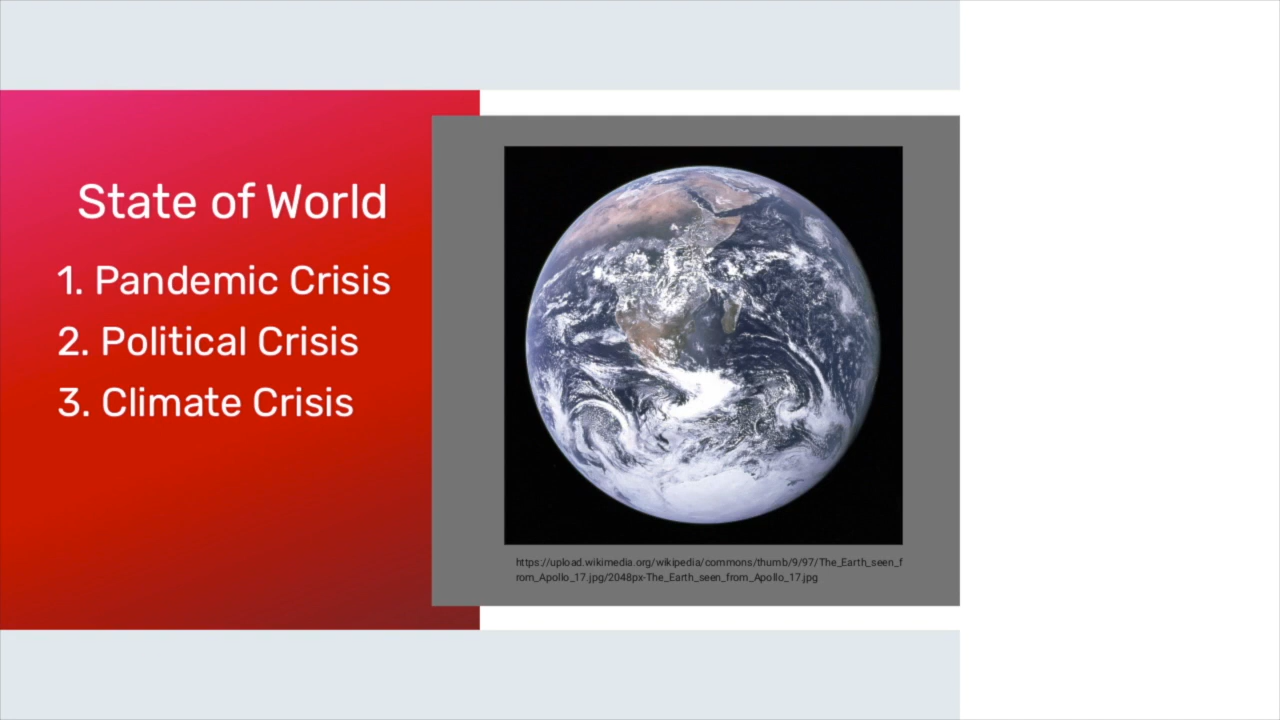 State of World
1. Pandemic Crisis
2. Political Crisis
3. Climate Crisis
https://upload.wikimedia.org/wikipedia/commons/thumb/9/97/The_Earth_seen_f
rom_Apollo_17.jpg/2048px-The_Earth_seen_from_Apollo_17.jpg